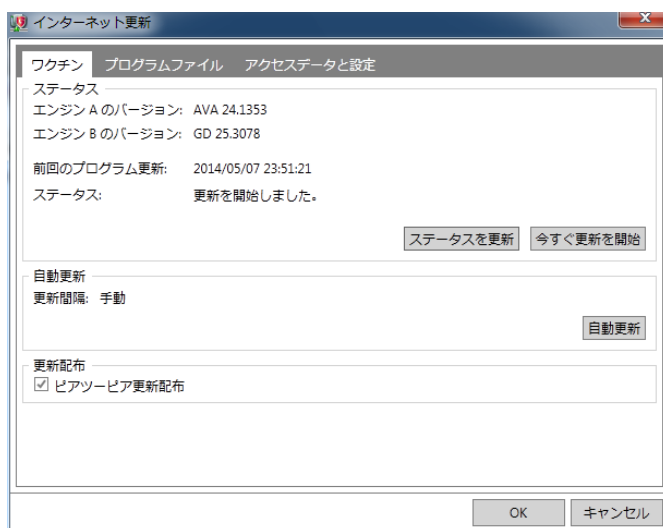 インターネット更新
ワクチン プログラムファイル アクセスデータと設定
ステータス
エンジン A のバージョン: AVA 24.1353
エンジン B のバージョン: GD 25.3078
前回のプログラム更新: 2014/05/07 23:51:21
ステータス: 更新を開始しました。
ステータスを更新 今すぐ更新を開始
自動更新
更新間隔: 手動
自動更新
更新配布
ピアツーピア更新配布
OK キャンセル